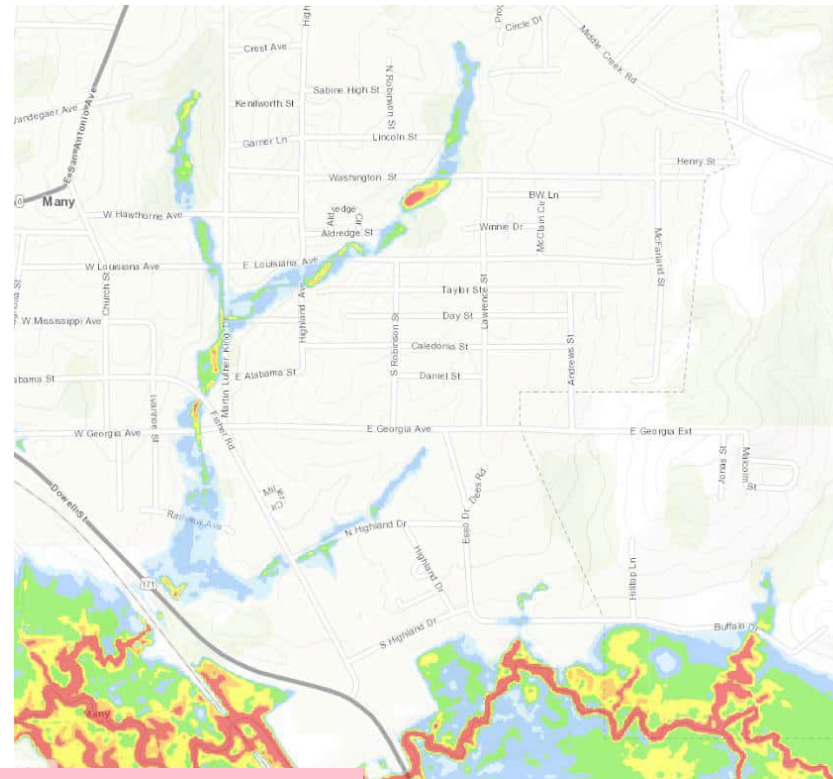 Circle Dr
Middle Creek Rd
Crest Ave
N Robinson St
Sabine High St
Kenilworth St
Vandegaer Ave
E San Antonio Ave
Garner Ln
Lincoln St
Henry St
Washington St
BW Ln
6
Many
W Hawthorne Ave
Aldredge St
Winnie Dr
McClain Cir
McFarland St
E Louisiana Ave
W Louisiana Ave
Church St
Taylor St
Highland Ave
Lawrence St
Day St
W Mississippi Ave
Martin Luther King Dr
S Robinson St
Caledonia St
Andrews St
E Alabama St
Daniel St
Fisher Rd
W Georgia Ave
E Georgia Ave
E Georgia Ext
Jonas St
Malcolm St
Dowell St
Dees Rd
Railway Ave
N Highland Dr
Esso Dr
171
Highland Dr
Hilltop Ln
S Highland Dr
Buffalo Dr